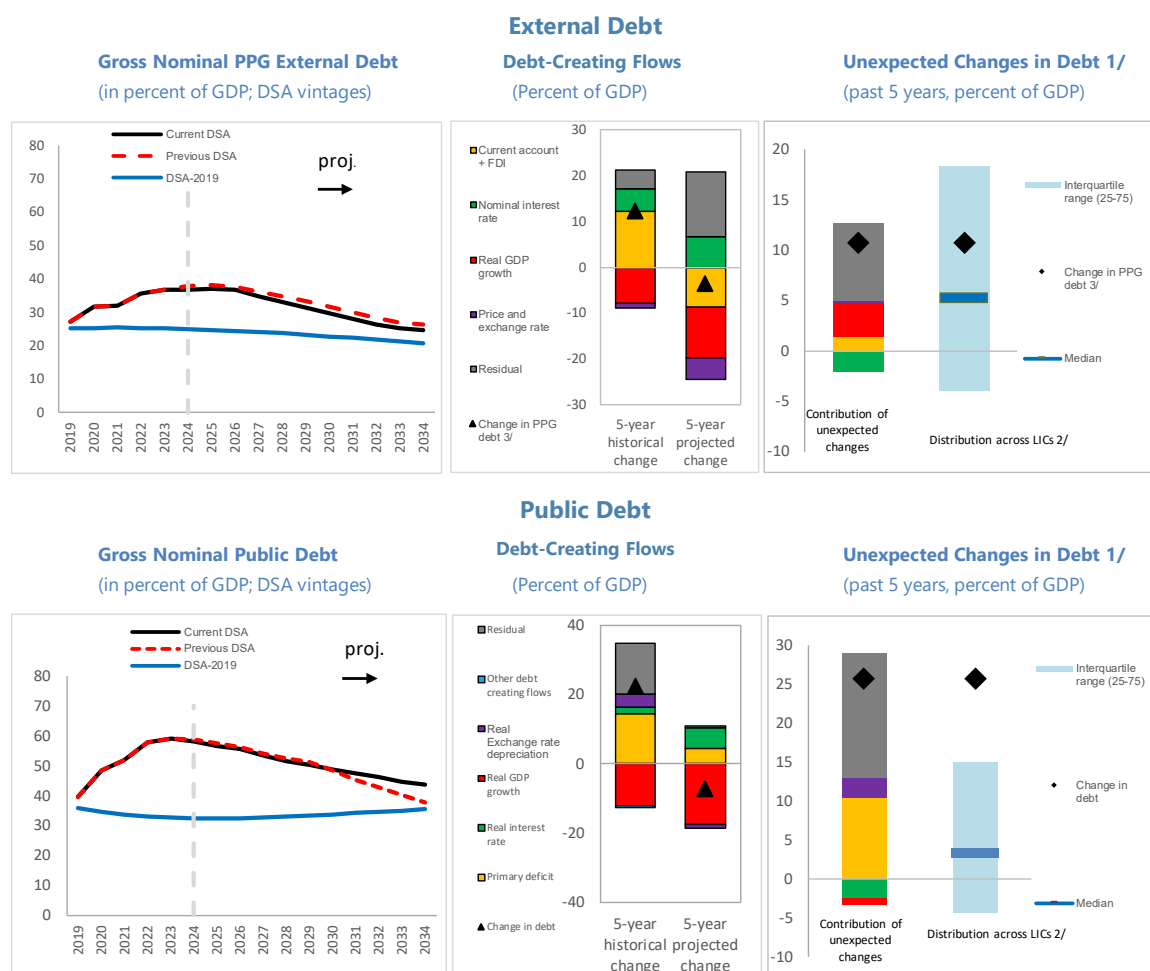 External Debt
Gross Nominal PPG External Debt
(in percent of GDP; DSA vintages)
Debt-Creating Flows
(Percent of GDP)
Unexpected Changes in Debt 1/
(past 5 years, percent of GDP)
Current DSA
Previous DSA
DSA-2019
proj.
80
70
60
50
40
30
20
10
0
2019
2020
2021
2022
2023
2024
2025
2026
2027
2028
2029
2030
2031
2032
2033
2034
Current account
+ FDI
Nominal interest
rate
Real GDP
growth
Price and
exchange rate
Residual
Change in PPG
debt 3/
30
20
10
0
-10
-20
-30
5-year
historical
change
5-year
projected
change
20
15
10
5
0
-5
-10
Contribution of
unexpected
changes
Distribution across LICs 2/
Interquartile
range (25-75)
Change in PPG
debt 3/
Median
Public Debt
Gross Nominal Public Debt
(in percent of GDP; DSA vintages)
Debt-Creating Flows
(Percent of GDP)
Unexpected Changes in Debt 1/
(past 5 years, percent of GDP)
Current DSA
Previous DSA
DSA-2019
proj.
80
70
60
50
40
30
20
10
0
2019
2020
2021
2022
2023
2024
2025
2026
2027
2028
2029
2030
2031
2032
2033
2034
Residual
Other debt
creating flows
Real
Exchange rate
depreciation
Real GDP
growth
Real interest
rate
Primary deficit
Change in debt
40
20
0
-20
-40
5-year
historical
change
5-year
projected
change
30
25
20
15
10
5
0
-5
-10
Contribution of
unexpected
changes
Distribution across LICs 2/
Interquartile
range (25-75)
Change in
debt
Median